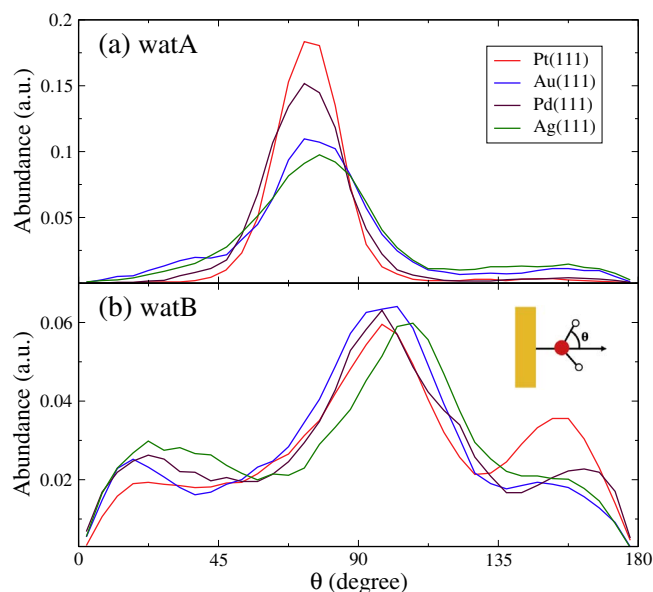 0.2
(a) watA
Pt(111)
Au(111)
Pd(111)
Ag(111)
0.15
0.1
0.05
Abundance (a.u.)
(b) watB
θ
0.06
0.04
0.02
Abundance (a.u.)
0 45 90 135 180
θ (degree)